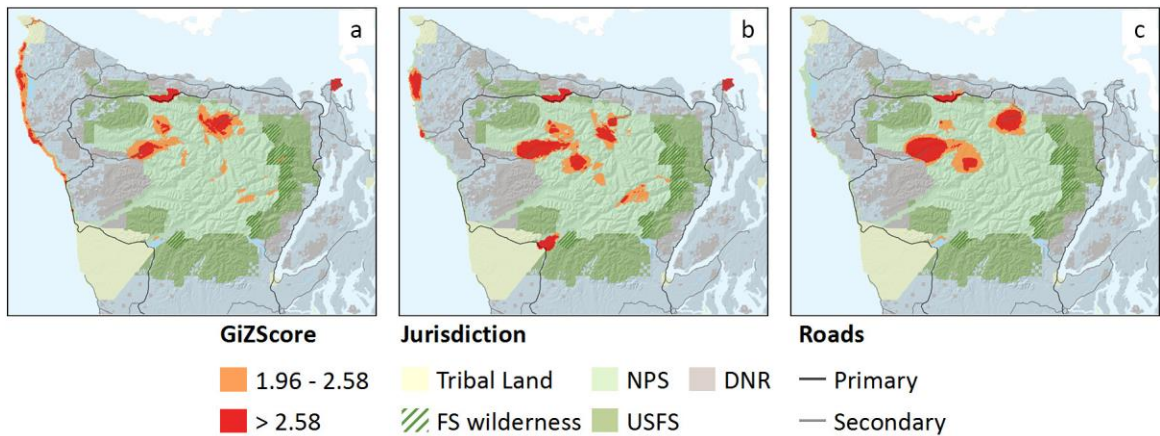 a b c
GiZScore Jurisdiction Roads
1.96 - 2.58 Tribal Land NPS DNR Primary
> 2.58 FS wilderness USFS Secondary